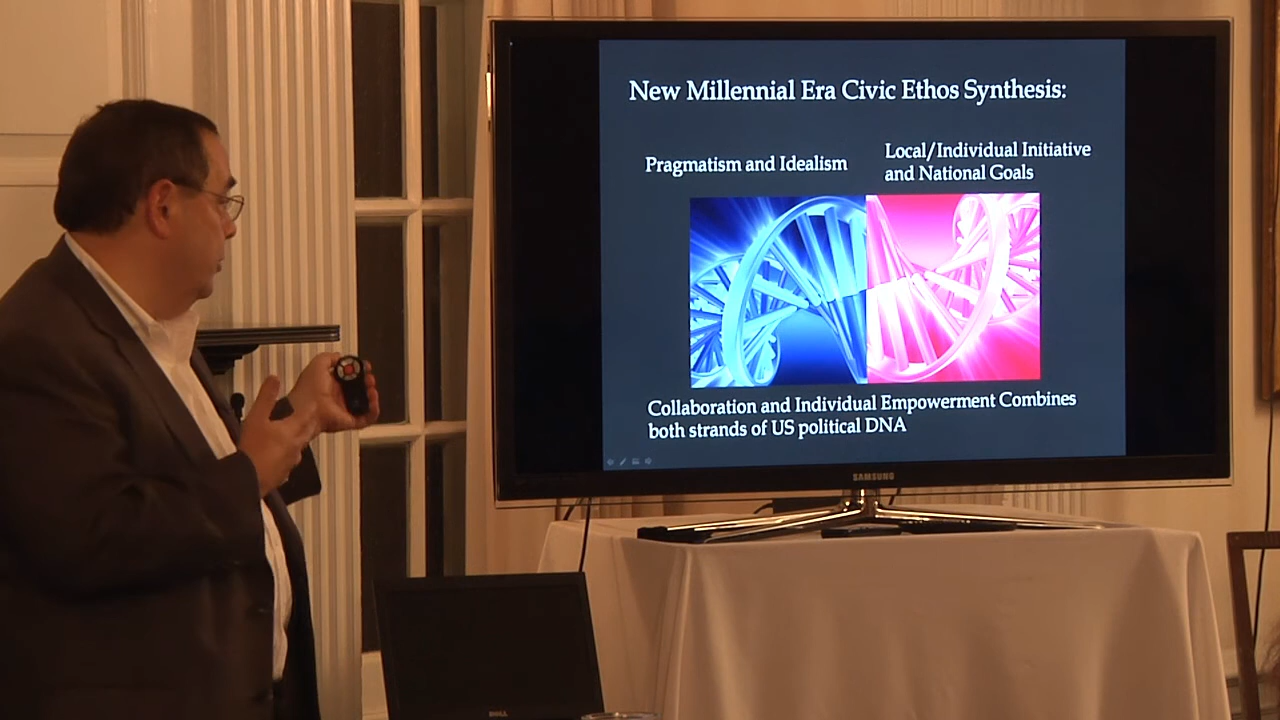 New Millennial Era Civic Ethos Synthesis:
Pragmatism and Idealism
Local/Individual Initiative
and National Goals
Collaboration and Individual Empowerment Combines
both strands of US political DNA
SAMSUNG
DELL